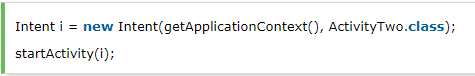 Intent i = new Intent(getApplicationContext(), ActivityTwo.class);
startActivity(i);